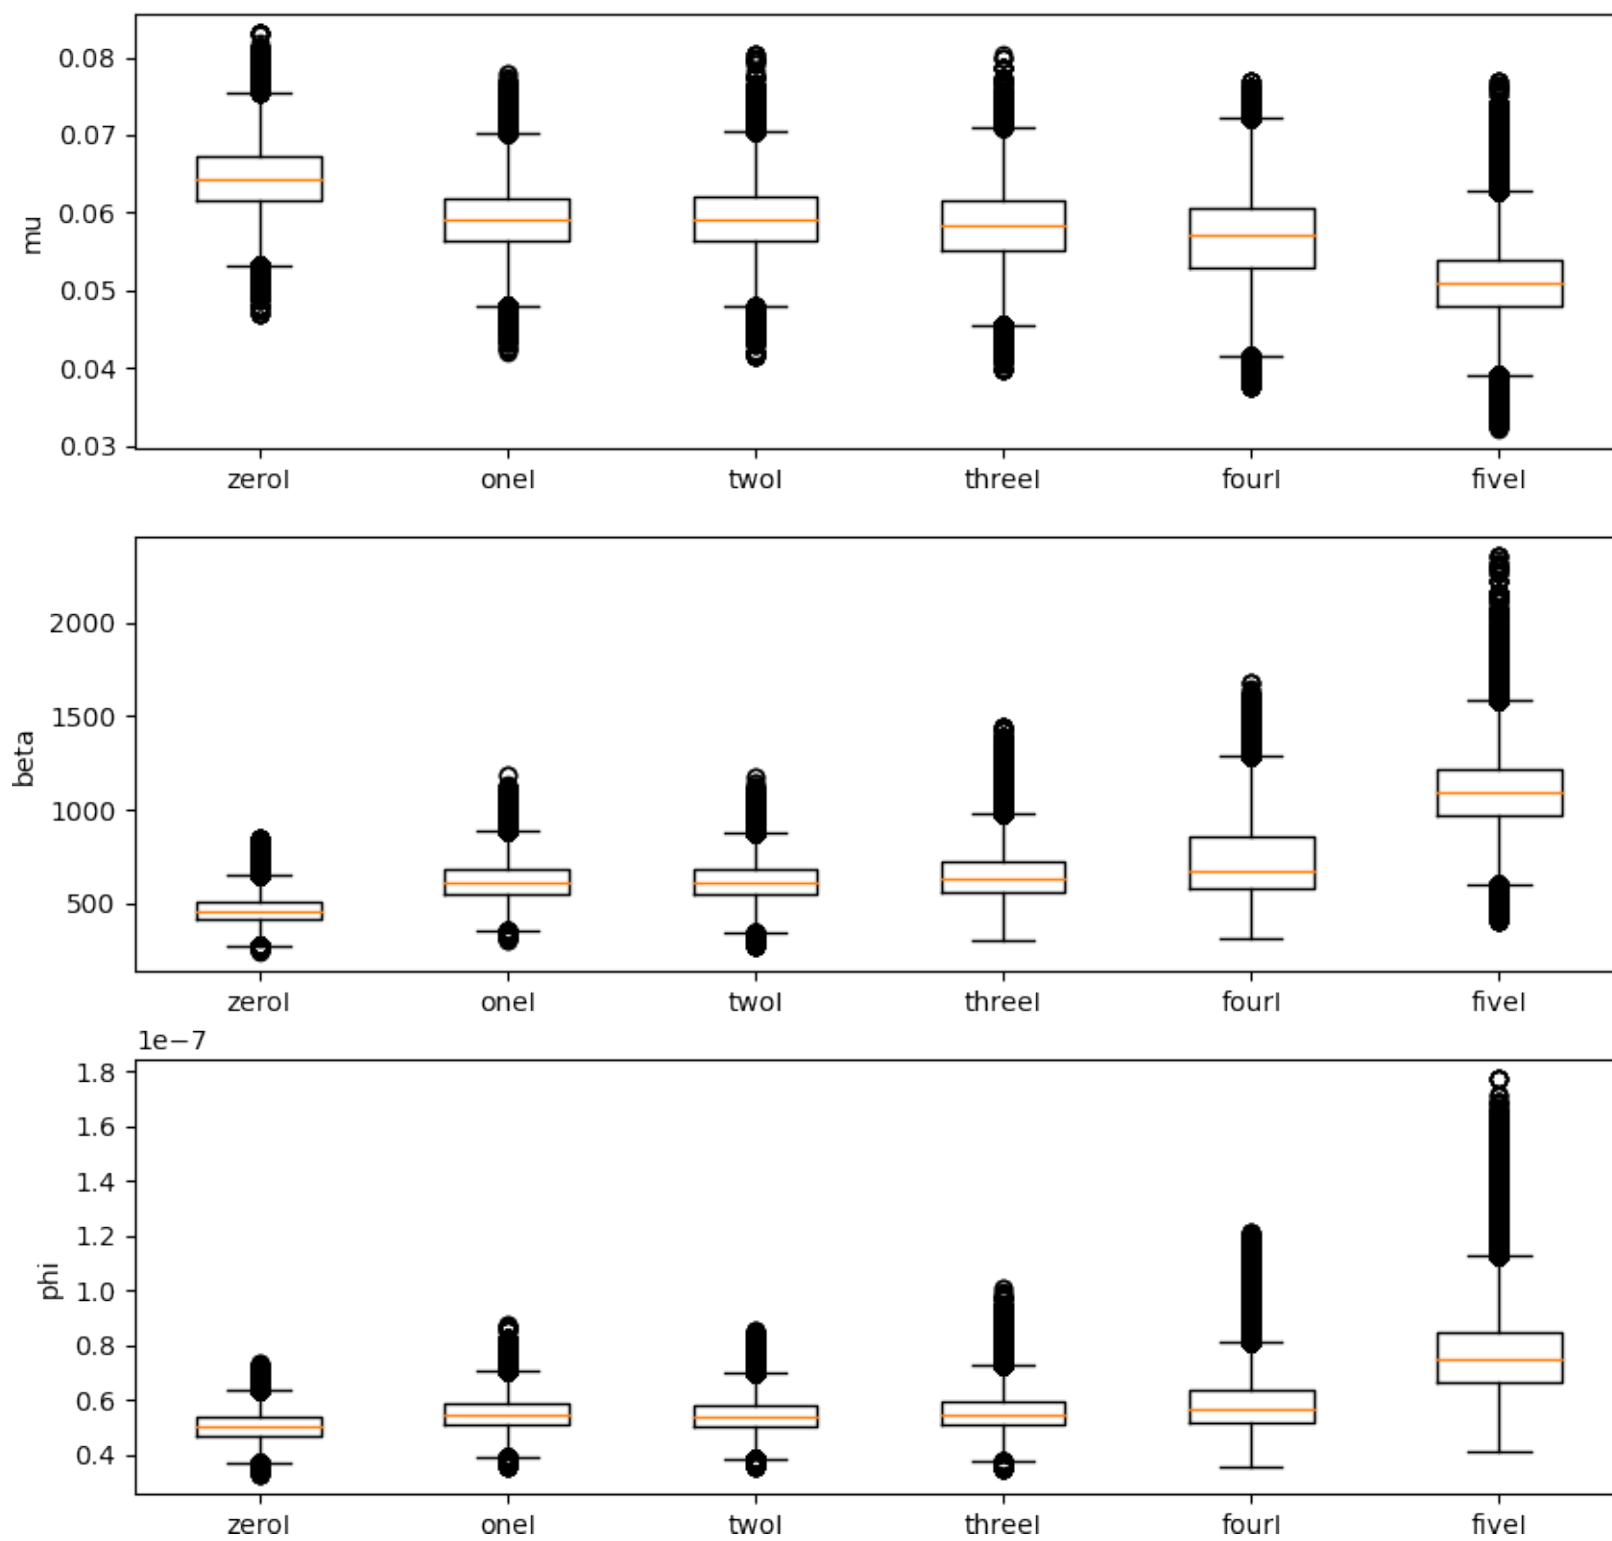 0.08
0.07
0.06
0.05
0.04
0.03
mu
zeroI oneI twoI threeI fourI fiveI
2000
1500
1000
500
beta
zeroI oneI twoI threeI fourI fiveI
1e−7
1.8
1.6
1.4
1.2
1.0
0.8
0.6
0.4
phi
zeroI oneI twoI threeI fourI fiveI